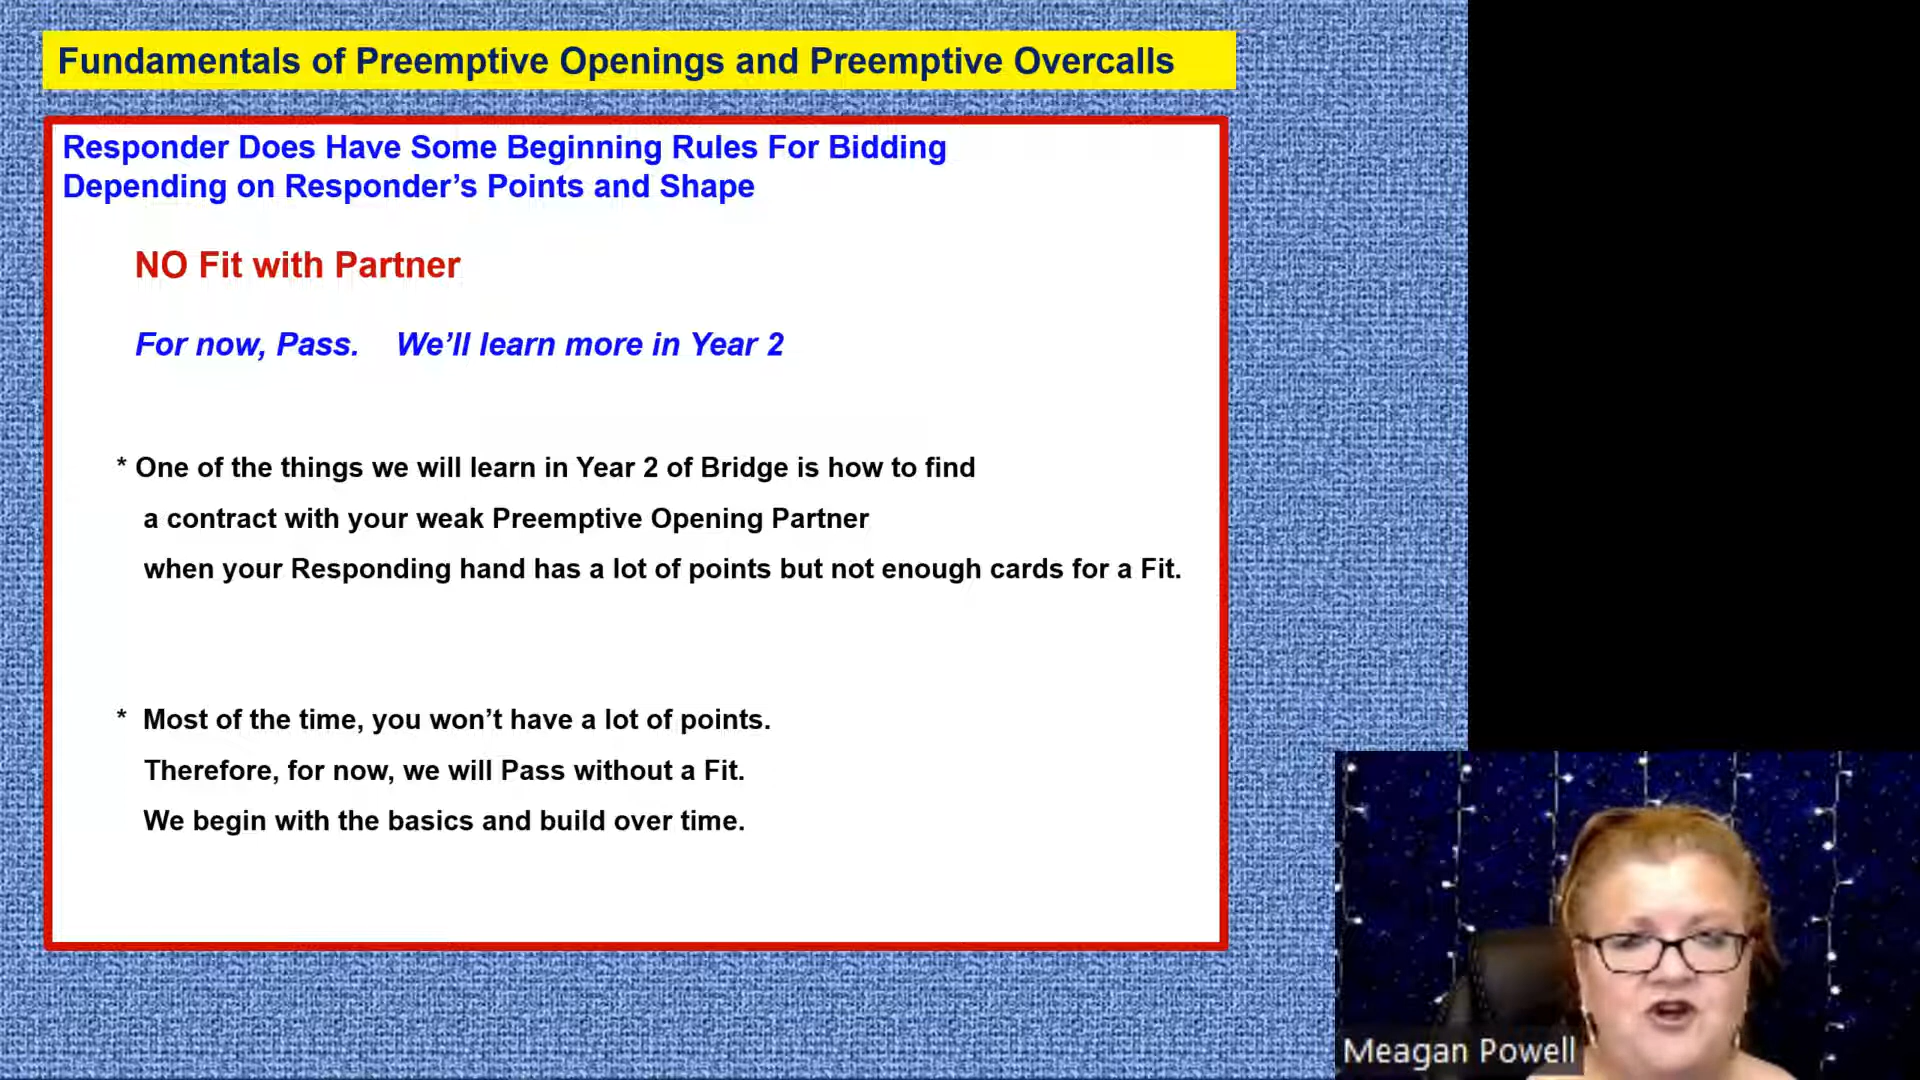 Fundamentals of Preemptive Openings and Preemptive Overcalls
Responder Does Have Some Beginning Rules For Bidding
Depending on Responder’s Points and Shape
NO Fit with Partner
For now, Pass. We’ll learn more in Year 2
* One of the things we will learn in Year 2 of Bridge is how to find
a contract with your weak Preemptive Opening Partner
when your Responding hand has a lot of points but not enough cards for a Fit.
* Most of the time, you won’t have a lot of points.
Therefore, for now, we will Pass without a Fit.
We begin with the basics and build over time.
Meagan Powell